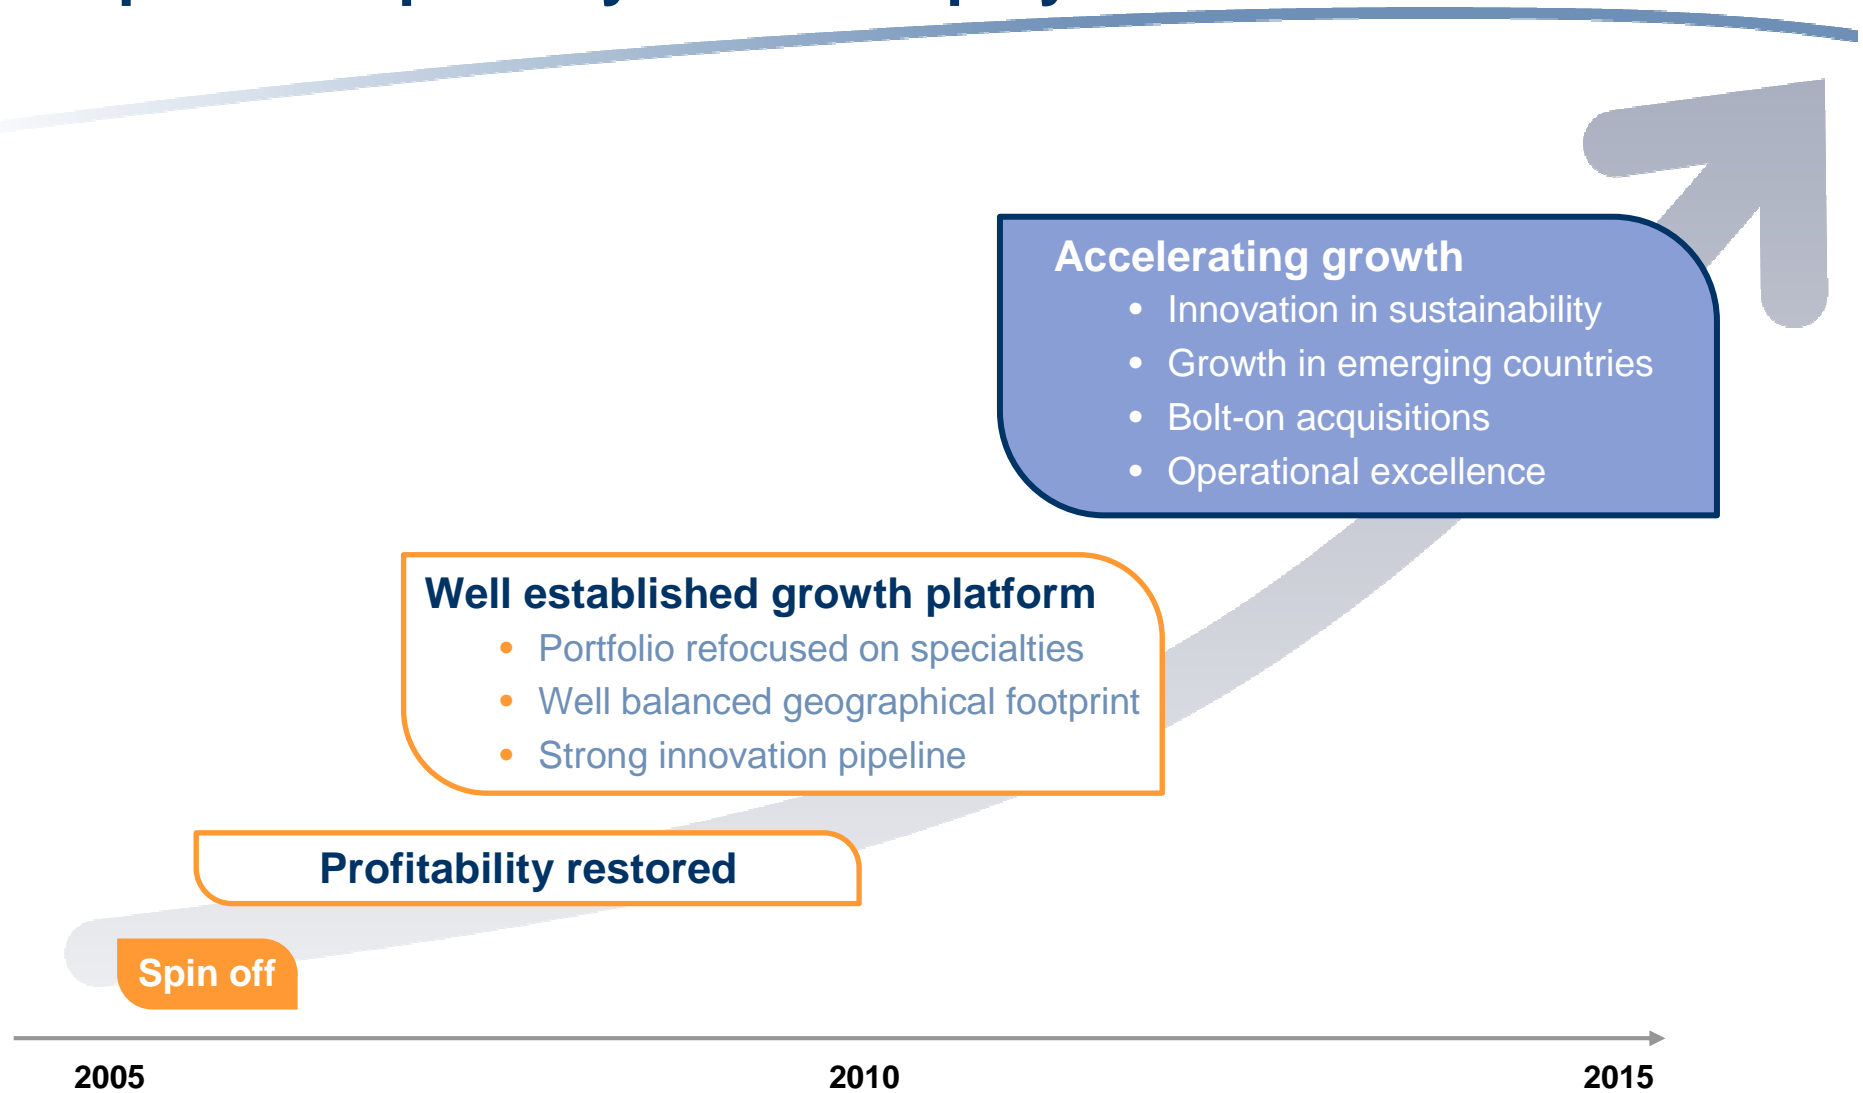 Accelerating growth
• Innovation in sustainability
• Growth in emerging countries
• Bolt-on acquisitions
• Operational excellence
Well established growth platform
• Portfolio refocused on specialties
• Well balanced geographical footprint
• Strong innovation pipeline
Profitability restored
Spin off
2005 2010 2015